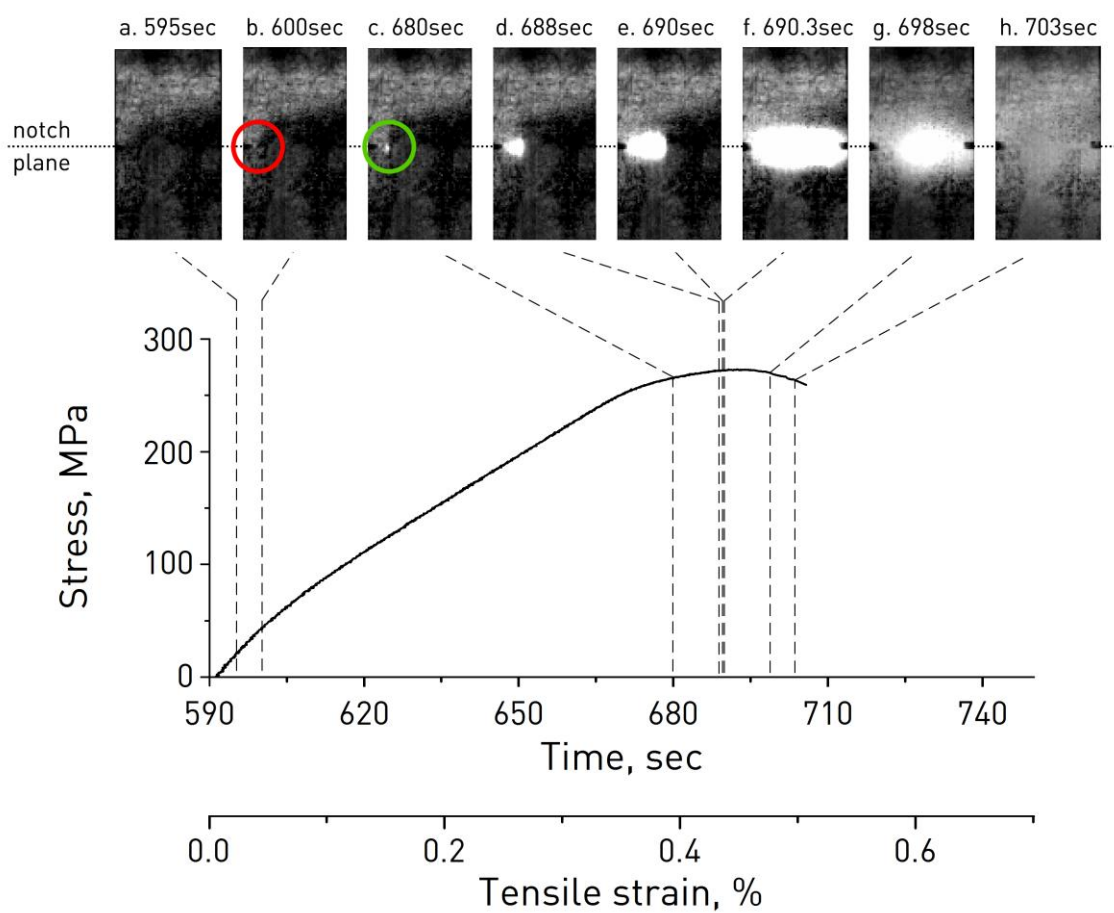 a. 595sec b. 600sec c. 680sec d. 688sec e. 690sec f. 690.3sec g. 698sec h. 703sec
notch
plane
300
200
100
0
Stress, MPa
590 620 650 680 710 740
Time, sec
0.0 0.2 0.4 0.6
Tensile strain, %